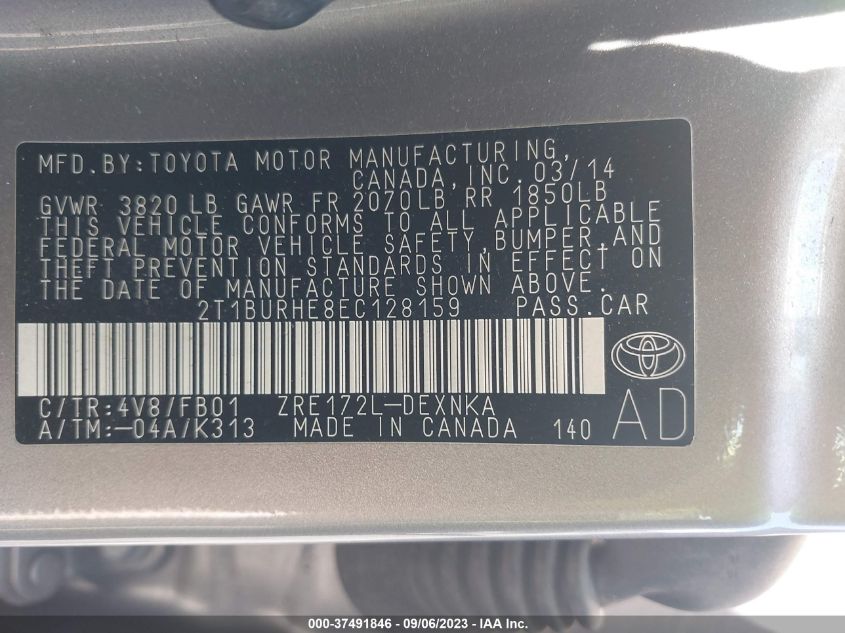 MFD.BY:TOYOTA MOTOR MANUFACTURING,
CANADA,INC. 03/14
GVWR 3820 LB GAWR FR 2070LB RR 1850LB
THIS VEHICLE CONFORMS TO ALL APPLICABLE
FEDERAL MOTOR VEHICLE SAFETY,BUMPER,AND
THEFT PREVENTION STANDARDS IN EFFECT ON
THE DATE OF MANUFACTURE SHOWN ABOVE.
2T1BURHE8EC128159 PASS.CAR
C/TR:4V8/FB01 ZRE172L-DEXNKA
A/TM:-04A/K313 MADE IN CANADA 140
AD
000-37491846 - 09/06/2023 - IAA Inc.